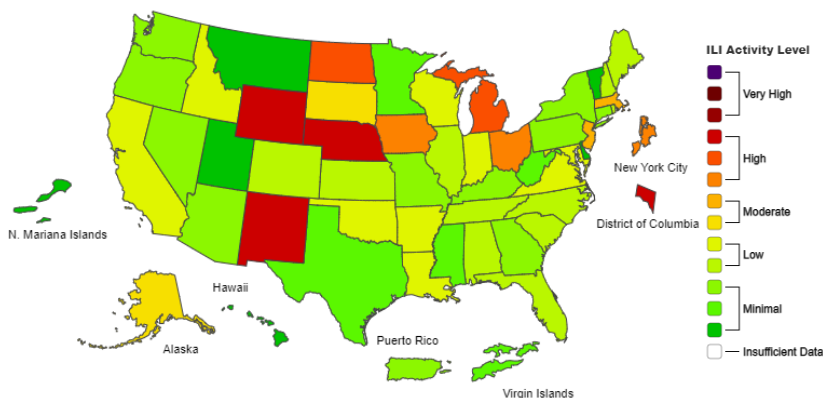 ILI Activity Level
Very High
High
Moderate
Low
Minimal
Insufficient Data
New York City
District of Columbia
N. Mariana Islands
Hawaii
Alaska
Puerto Rico
Virgin Islands